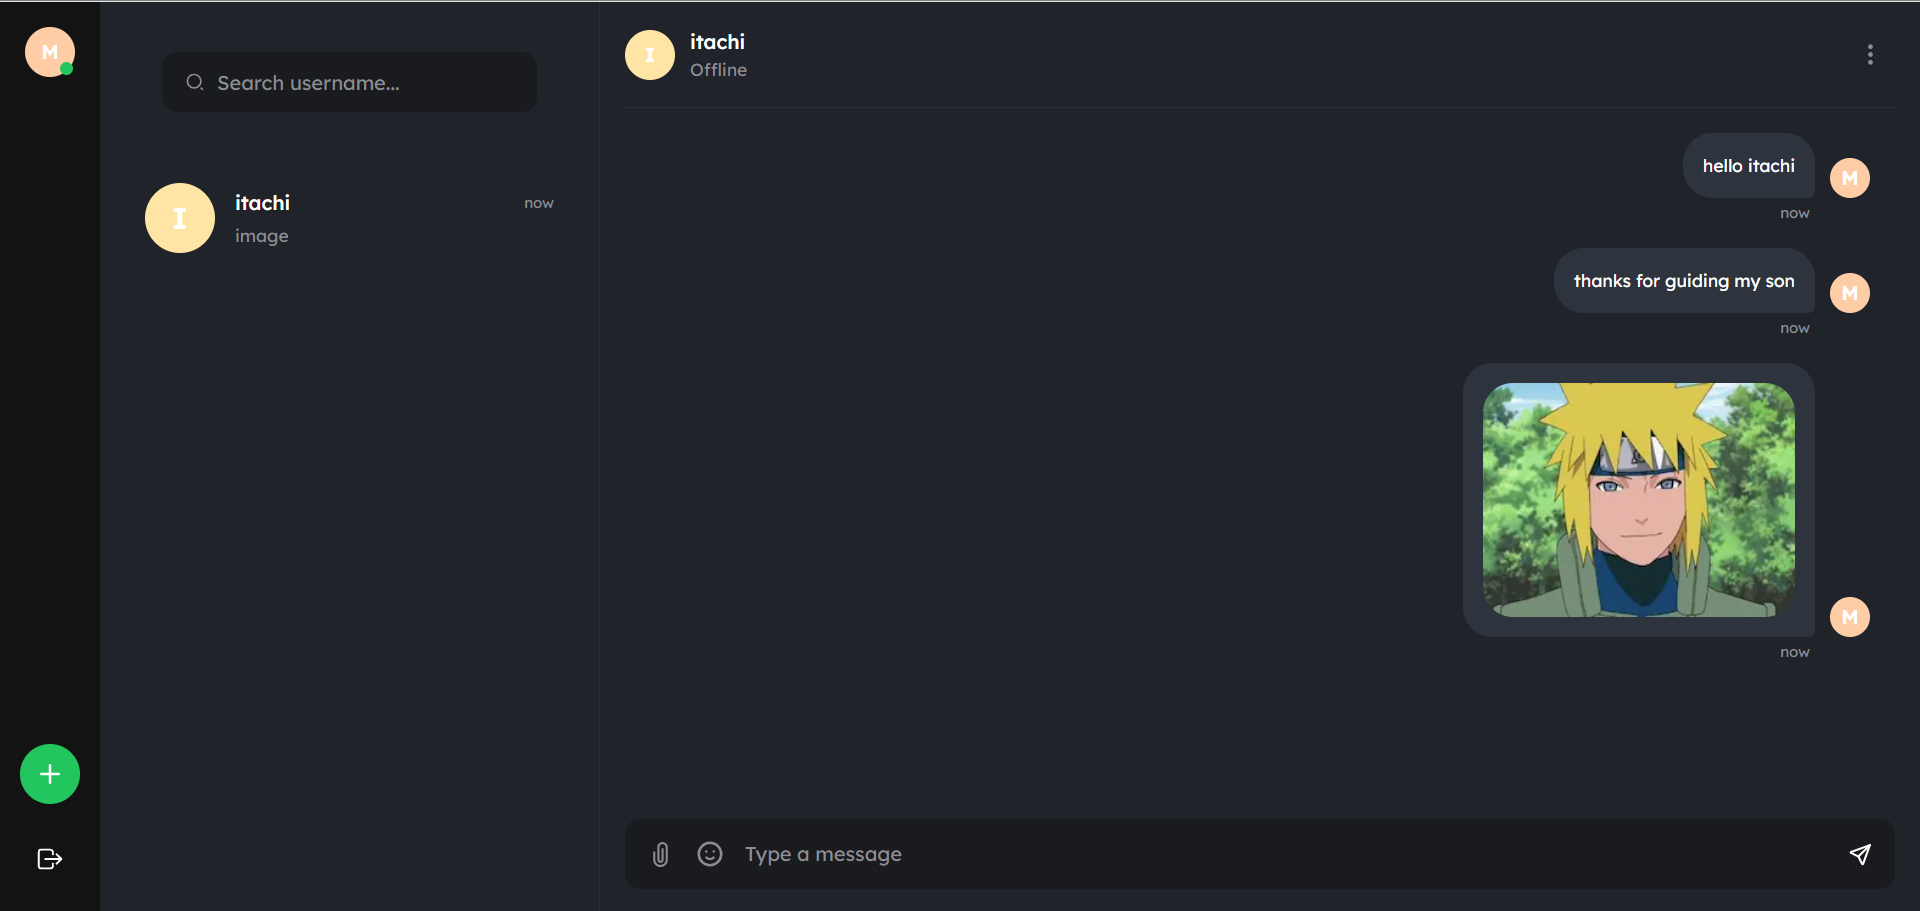 M
Search username...
I
itachi
now
image
I
itachi
Offline
hello itachi
M
now
thanks for guiding my son
M
now
M
now
Type a message